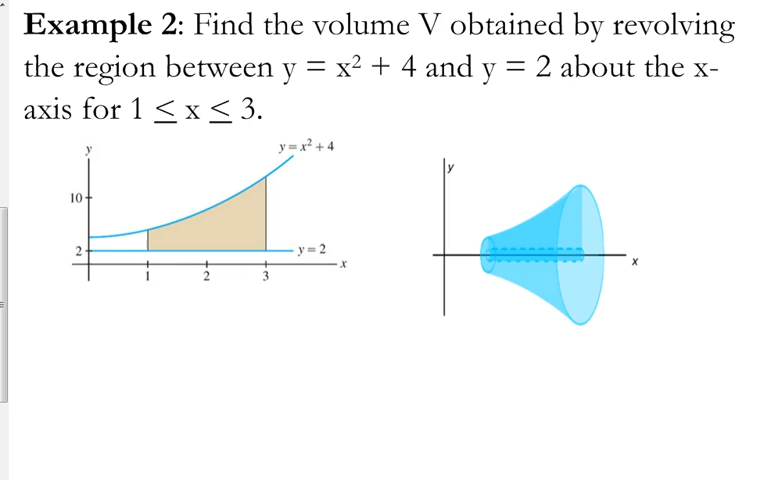 Example 2: Find the volume V obtained by revolving
the region between y = x² + 4 and y = 2 about the x-
axis for 1 ≤ x ≤ 3.
y
y = x² + 4
10
2
y = 2
x
1
2
3
y
x